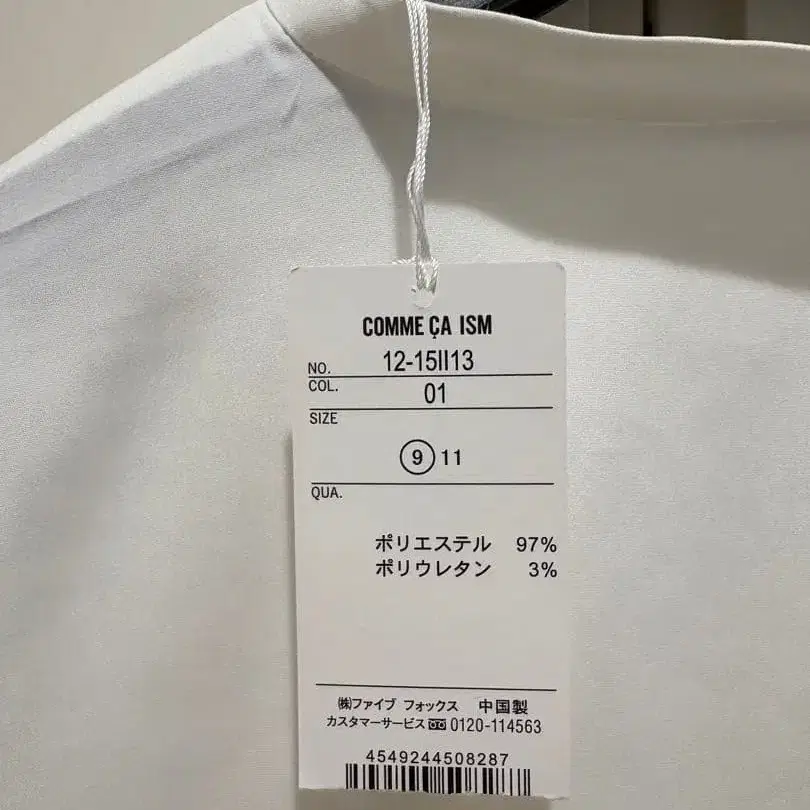 COMME ÇA ISM
NO. 12-15II13
COL. 01
SIZE
⑨ 11
QUA.
ポリエステル 97%
ポリウレタン 3%
㈱ファイブ フォックス 中国製
カスタマーサービス 0120-114563
4549244508287